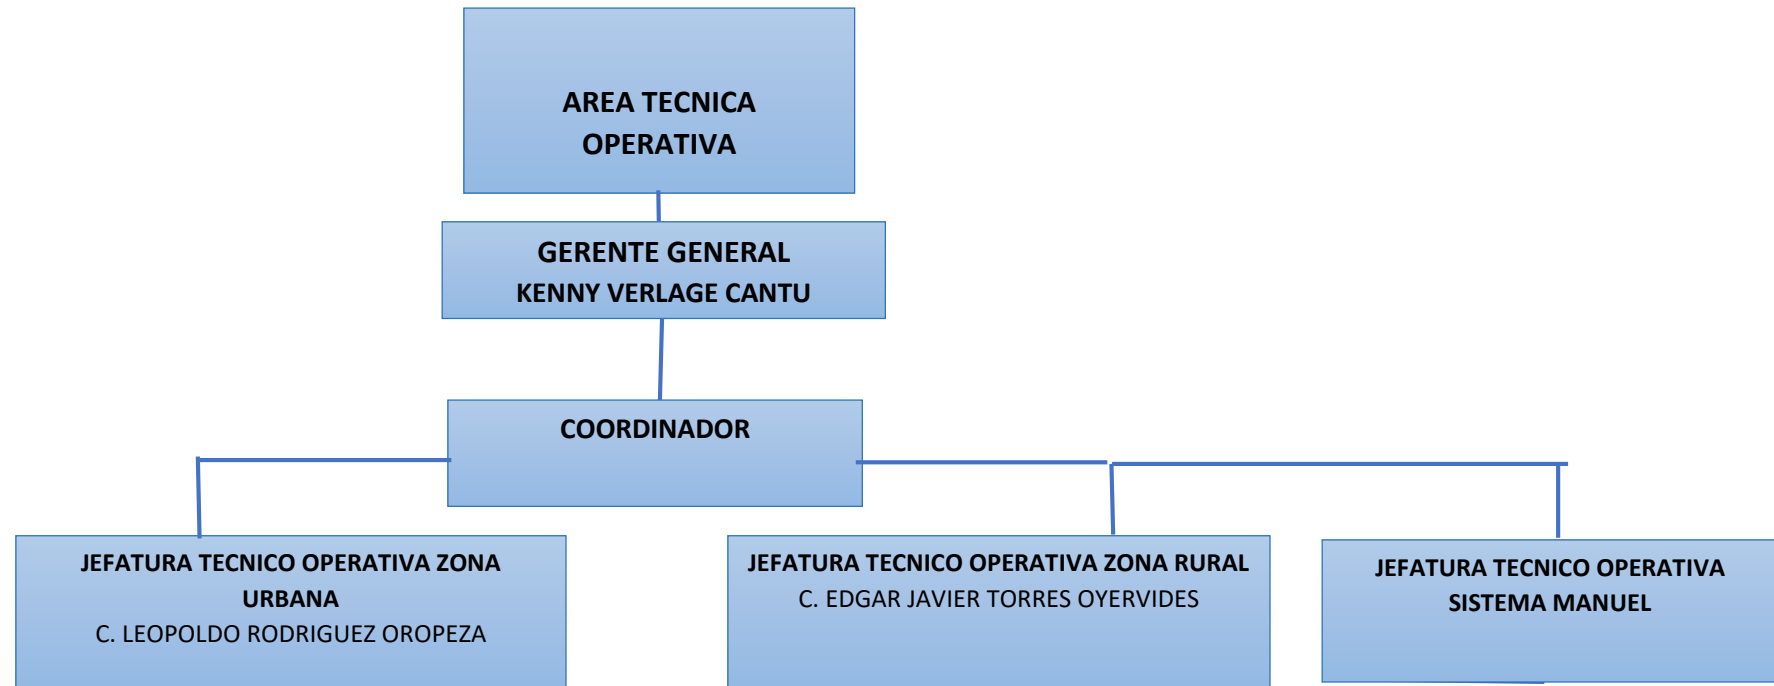 AREA TECNICA
OPERATIVA
GERENTE GENERAL
KENNY VERLAGE CANTU
COORDINADOR
JEFATURA TECNICO OPERATIVA ZONA
URBANA
C. LEOPOLDO RODRIGUEZ OROPEZA
JEFATURA TECNICO OPERATIVA ZONA RURAL
C. EDGAR JAVIER TORRES OYERVIDES
JEFATURA TECNICO OPERATIVA
SISTEMA MANUEL